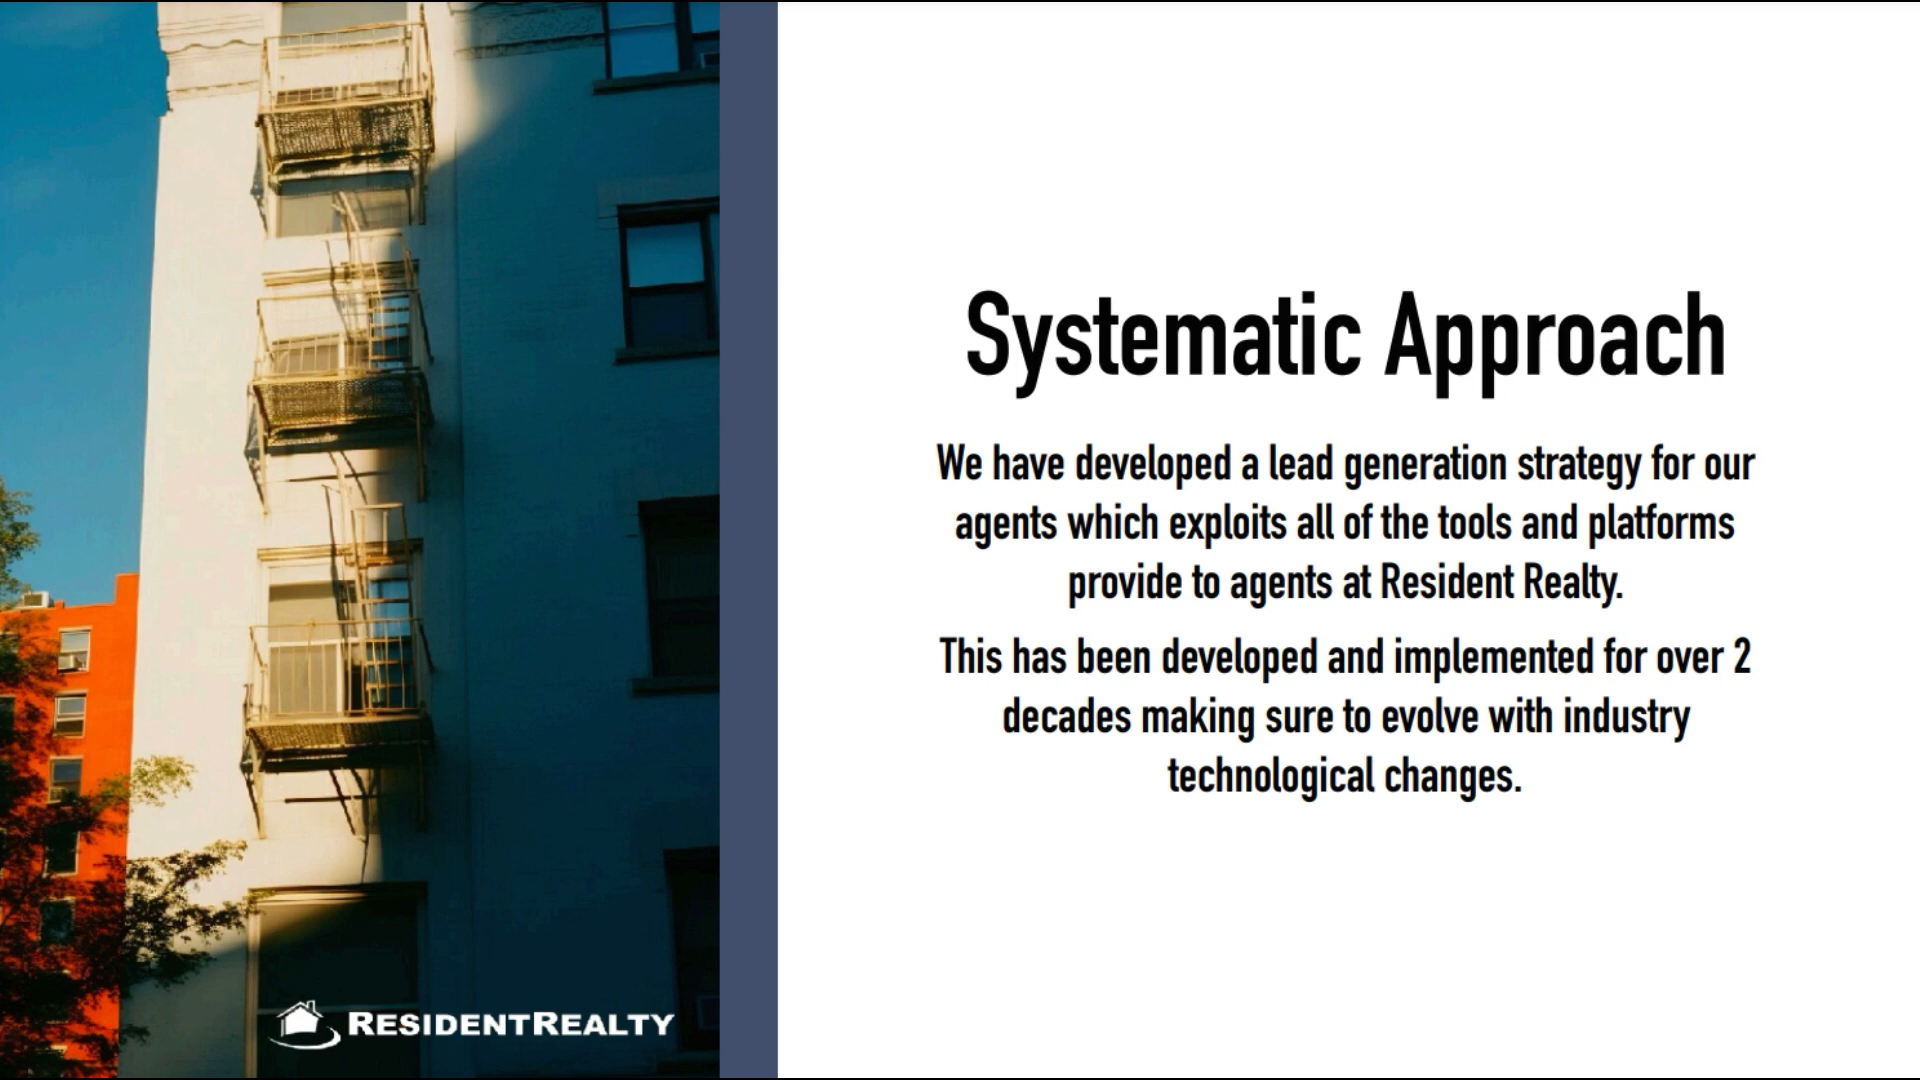 Systematic Approach
We have developed a lead generation strategy for our
agents which exploits all of the tools and platforms
provide to agents at Resident Realty.
This has been developed and implemented for over 2
decades making sure to evolve with industry
technological changes.
RESIDENTREALTY